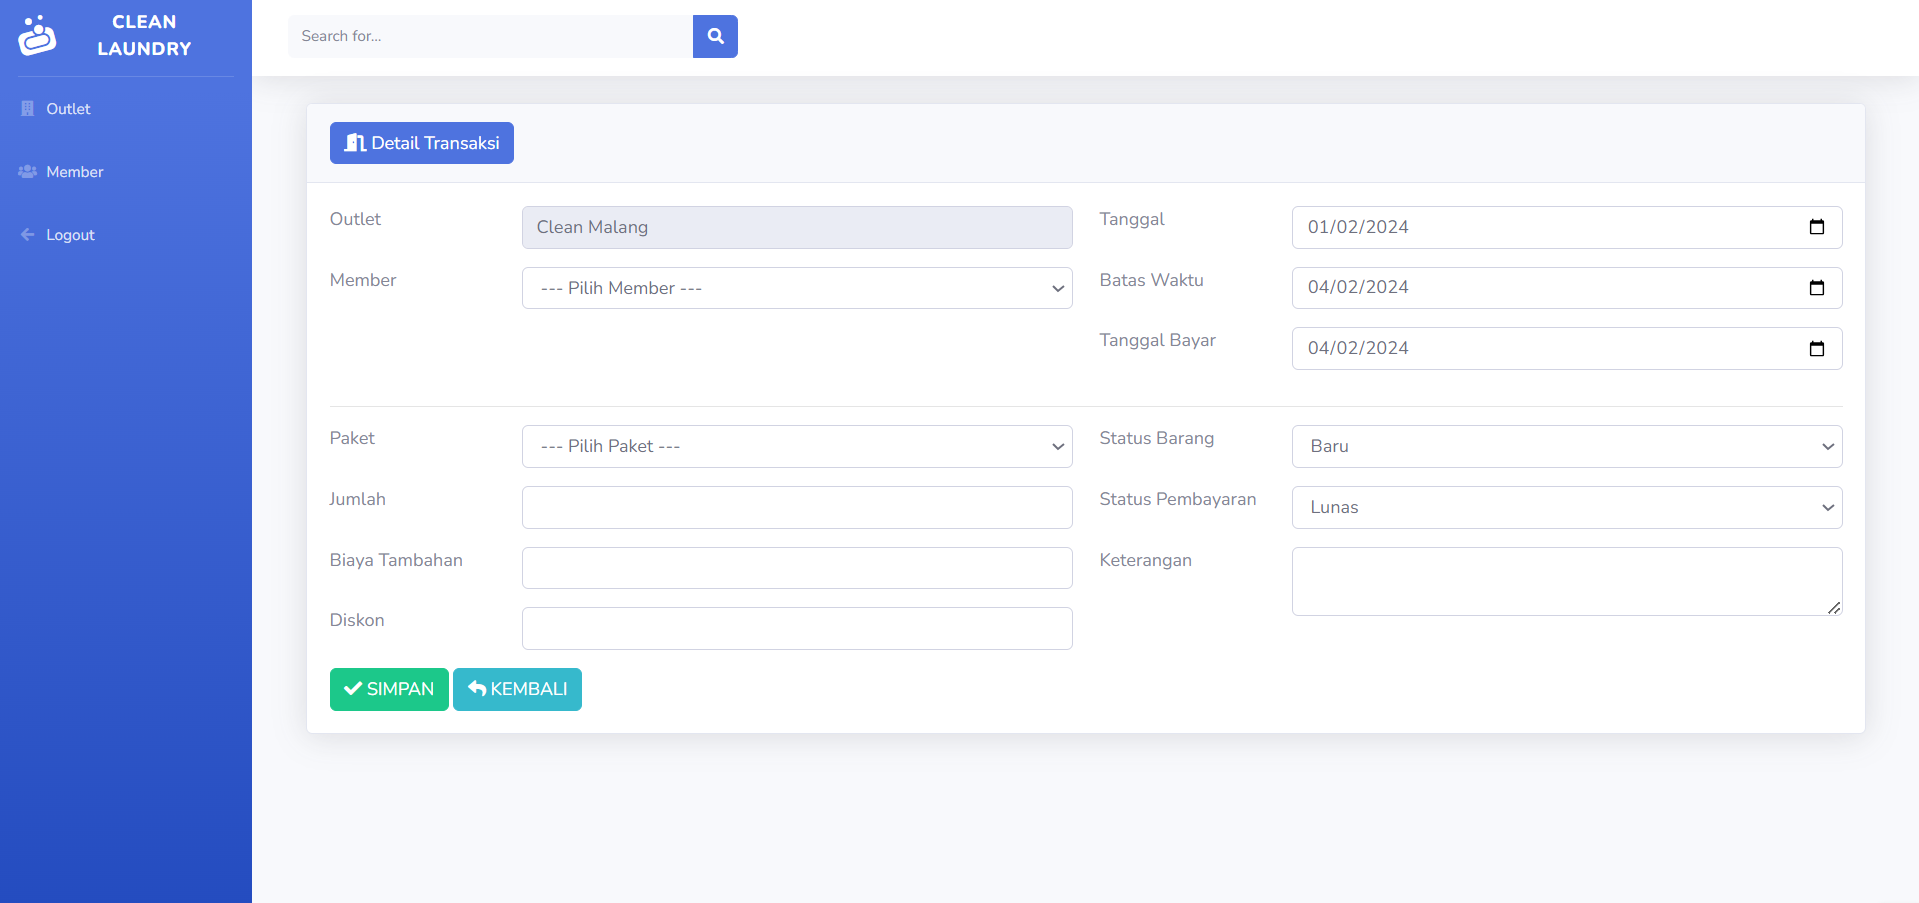 CLEAN
LAUNDRY
Search for...
Outlet
Member
Logout
Detail Transaksi
Outlet
Clean Malang
Tanggal
01/02/2024
Member
--- Pilih Member ---
Batas Waktu
04/02/2024
Tanggal Bayar
04/02/2024
Paket
--- Pilih Paket ---
Status Barang
Baru
Jumlah
Status Pembayaran
Lunas
Biaya Tambahan
Keterangan
Diskon
SIMPAN
KEMBALI